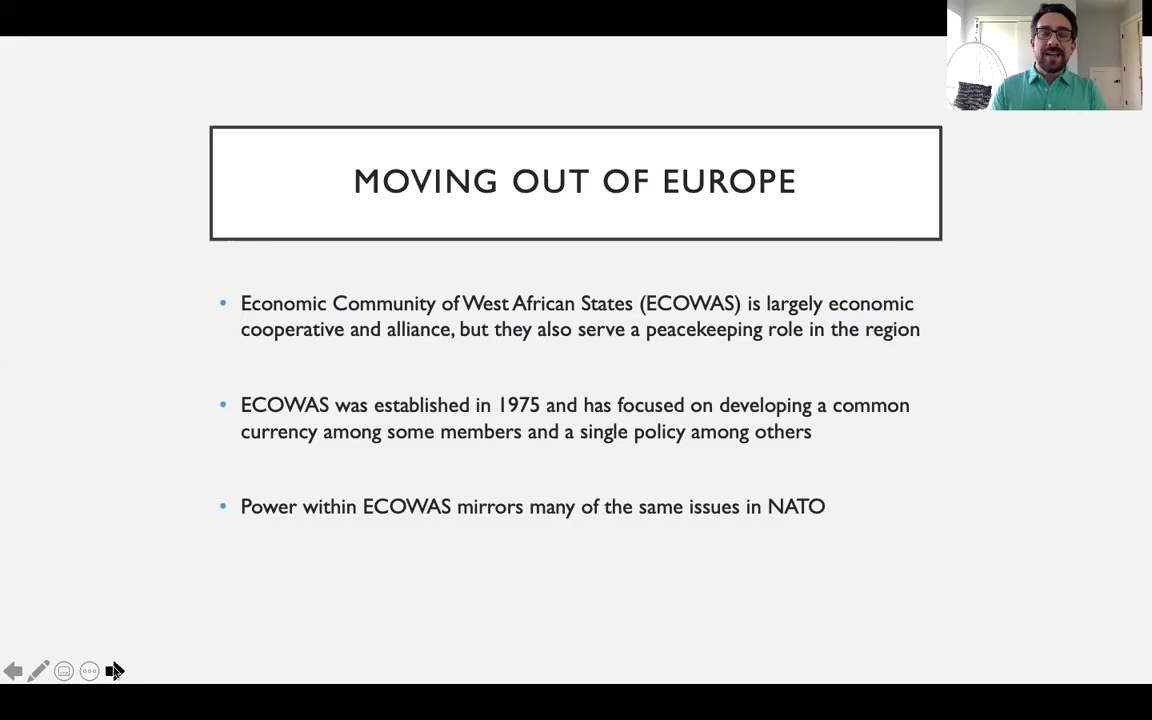 MOVING OUT OF EUROPE
• Economic Community of West African States (ECOWAS) is largely economic
cooperative and alliance, but they also serve a peacekeeping role in the region
• ECOWAS was established in 1975 and has focused on developing a common
currency among some members and a single policy among others
• Power within ECOWAS mirrors many of the same issues in NATO